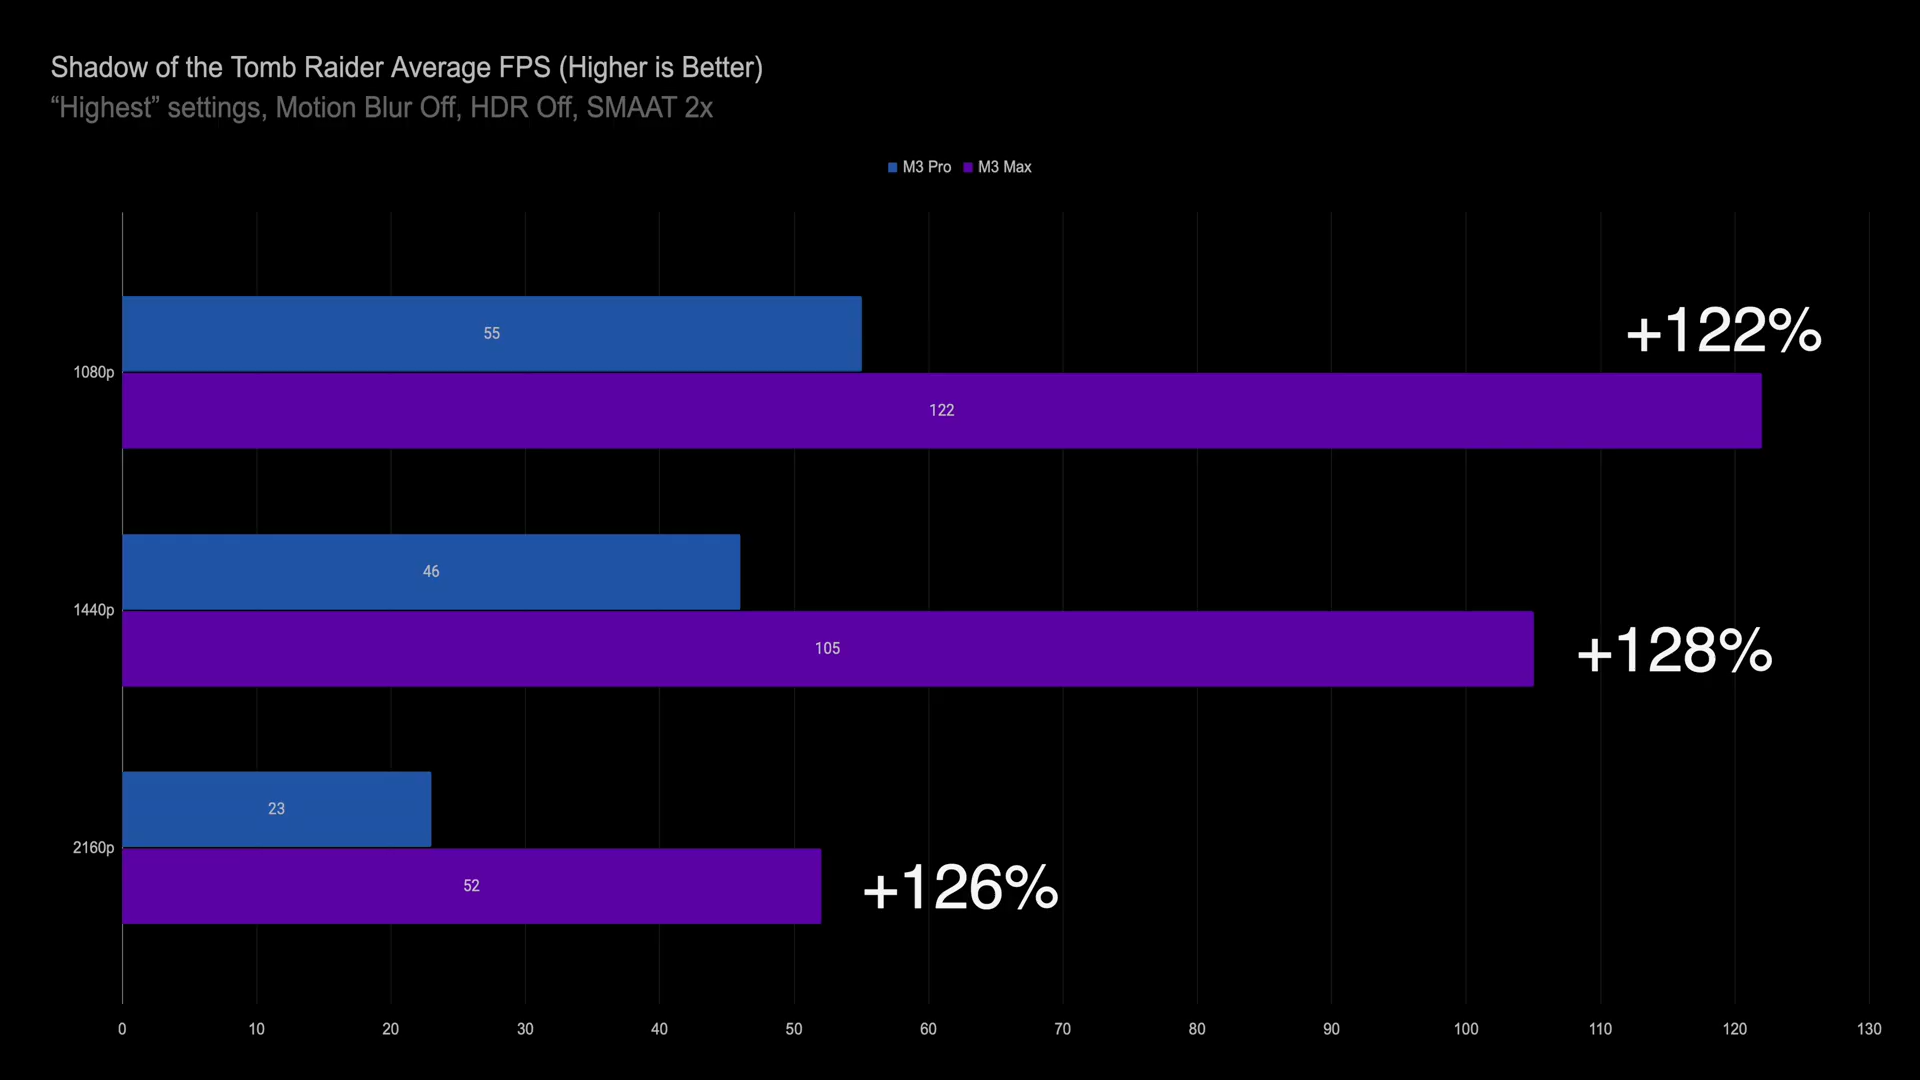 Shadow of the Tomb Raider Average FPS (Higher is Better)
“Highest” settings, Motion Blur Off, HDR Off, SMAAT 2x
M3 Pro M3 Max
55
+122%
1080p
122
46
1440p
105
+128%
23
2160p
52
+126%
0 10 20 30 40 50 60 70 80 90 100 110 120 130